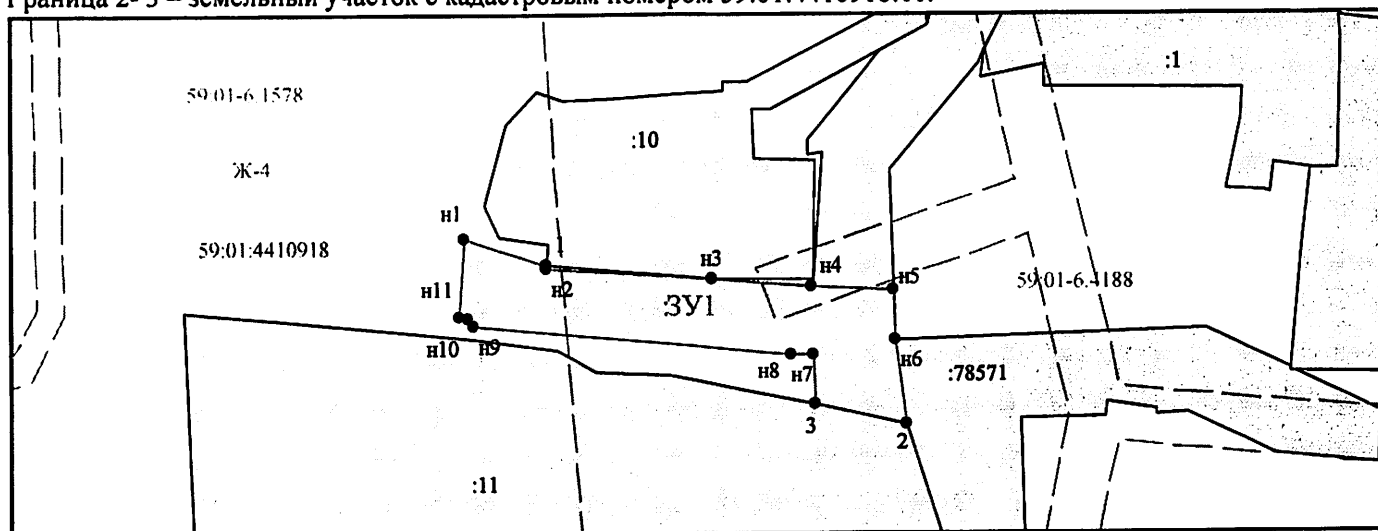 :1
59:01-6.1578
:10
Ж-4
н1
59:01:4410918
н3
н4
н2
н5
59:01-6.4188
н11
:ЗУ1
н10
н9
н6
н8
н7
:78571
3
2
:11